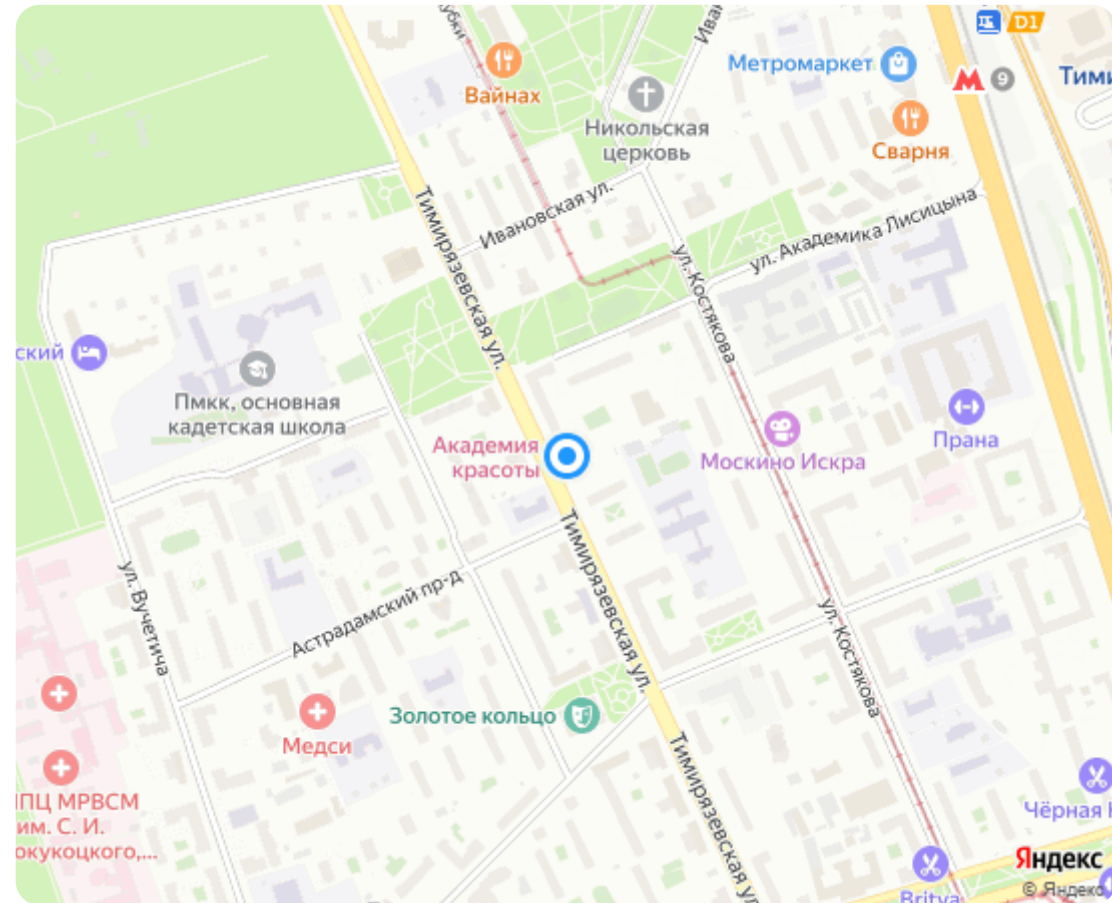 D1
Ива
Вайнах
Метромаркет
9
Тими
Никольская
церковь
Сварня
Тимирязевская ул.
Ивановская ул.
ул. Академика Лисицына
ул. Костякова
ский
Пмкк, основная
кадетская школа
Академия
красоты
Москино Искра
Прана
Тимирязевская ул.
ул. Вучетича
Астрадамский пр-д
ул. Костякова
Золотое кольцо
Медси
Тимирязевская ул
ПЦ МРВСМ
им. С. И.
окукоцкого,...
Чёрная
Яндекс
© Яндекс
Britva